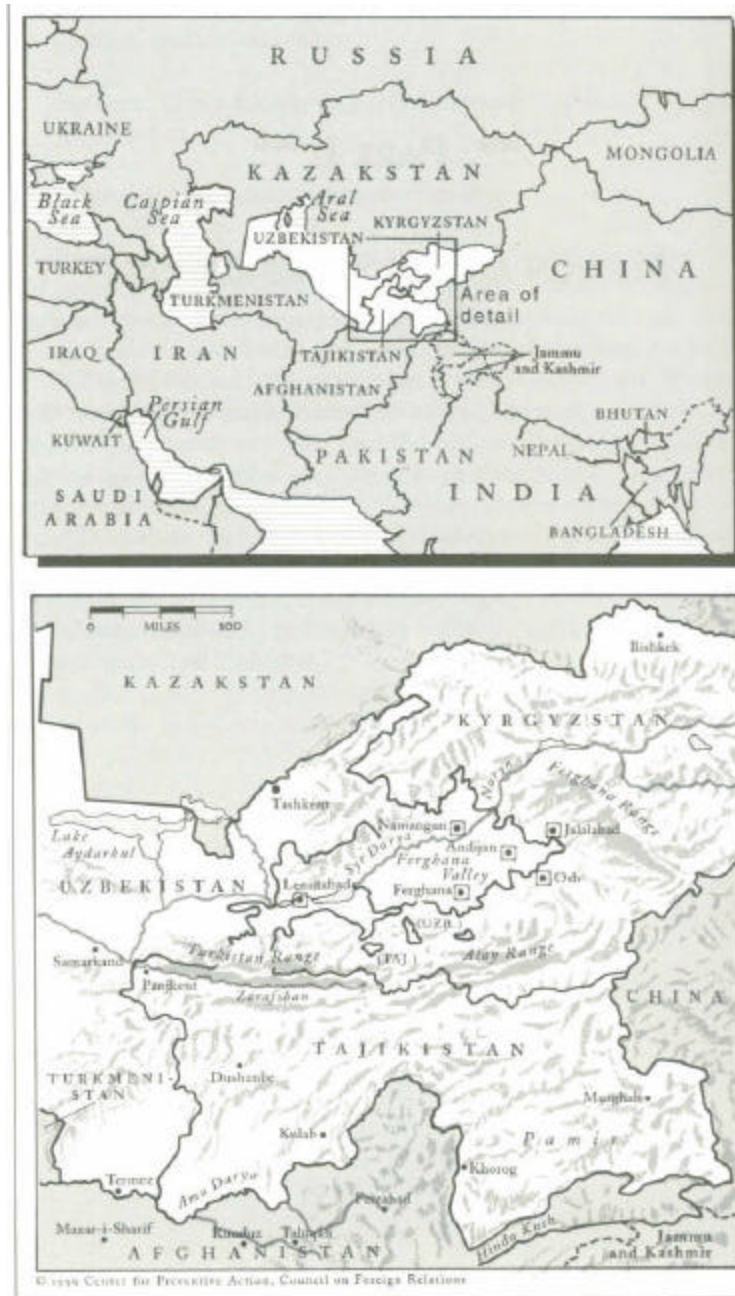 RUSSIA
UKRAINE
KAZAKSTAN
MONGOLIA
Black
Sea
Caspian
Sea
Aral
Sea
KYRGYZSTAN
UZBEKISTAN
CHINA
TURKEY
TURKMENISTAN
Area of
detail
IRAQ
IRAN
TAJIKISTAN
Jammu
and Kashmir
AFGHANISTAN
Persian
Gulf
BHUTAN
KUWAIT
PAKISTAN
NEPAL
SAUDI
ARABIA
INDIA
BANGLADESH
0 MILES 100
Bishkek
KAZAKSTAN
KYRGYZSTAN
Tashkent
Naryn
Ferghana Range
Lake
Aydarkul
Namangan
Jalalabad
Syr Darya
Andijan
Ferghana
Valley
UZBEKISTAN
Leninabad
Osh
Ferghana
(UZB.)
Samarkand
Turkistan Range
(TAJ.)
Alay Range
Panjkent
Zarafshan
CHINA
TAJIKISTAN
Dushanbe
TURKMENI-
STAN
Murghab
Kulab
Pamir
Khorog
Termez
Amu Darya
Faizabad
Mazar-i-Sharif
Kunduz
Taluqan
Hindu Kush
Jammu
and Kashmir
AFGHANISTAN
© 1999 Center for Preventive Action, Council on Foreign Relations